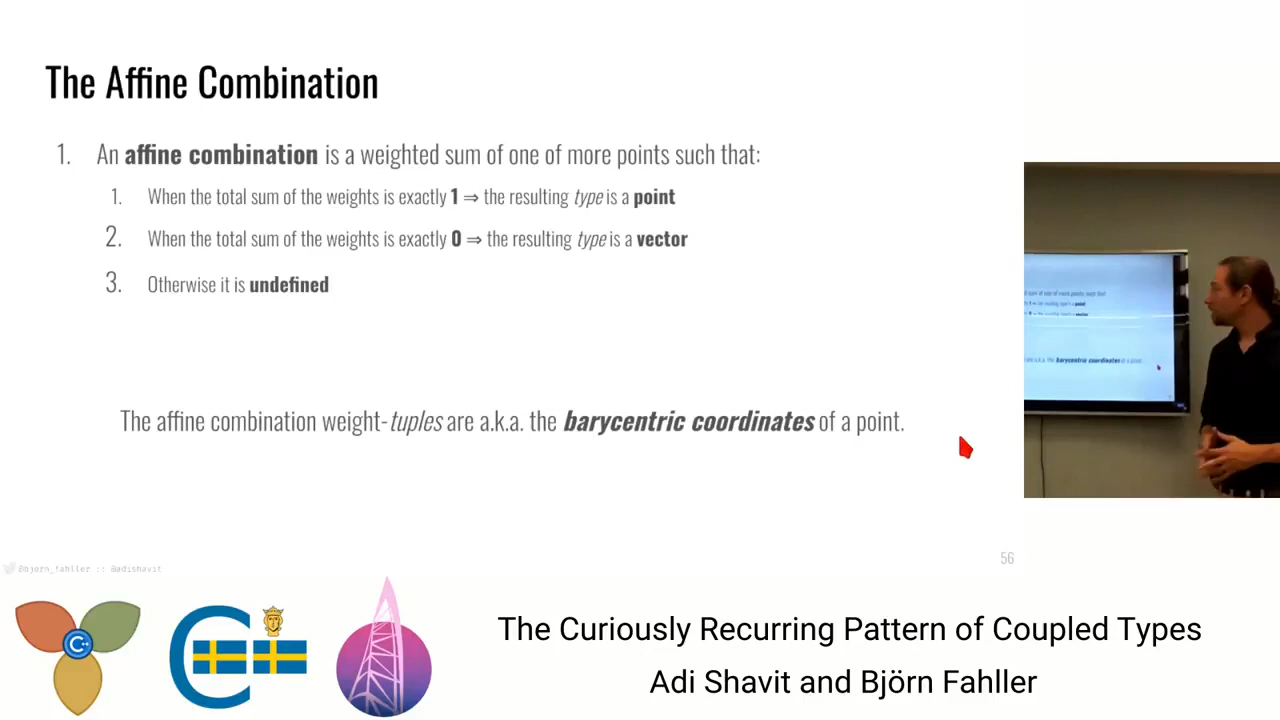 The Affine Combination
1. An affine combination is a weighted sum of one of more points such that:
1. When the total sum of the weights is exactly 1 ⇒ the resulting type is a point
2. When the total sum of the weights is exactly 0 ⇒ the resulting type is a vector
3. Otherwise it is undefined
The affine combination weight-tuples are a.k.a. the barycentric coordinates of a point.
56
@bjorn_fahller :: @adishavit
The Curiously Recurring Pattern of Coupled Types
Adi Shavit and Björn Fahller